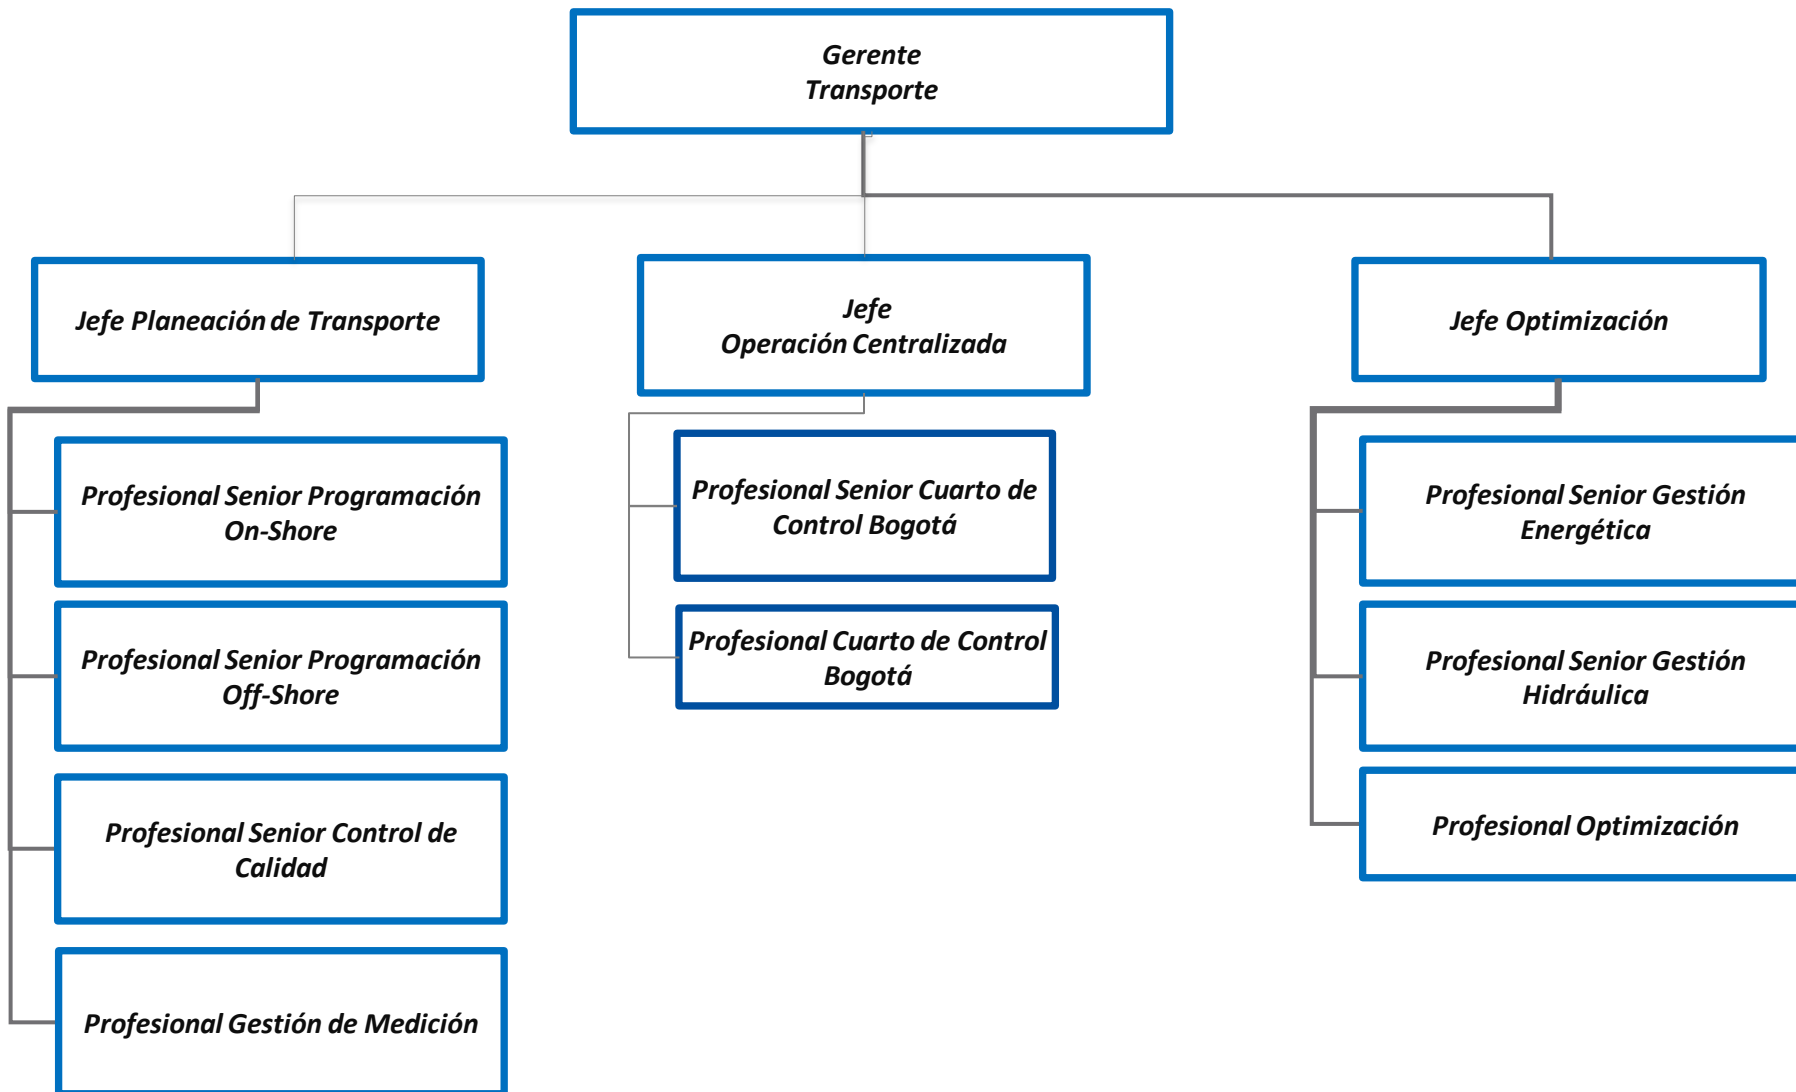 Gerente
Transporte
Jefe Planeación de Transporte
Jefe
Operación Centralizada
Jefe Optimización
Profesional Senior Programación
On-Shore
Profesional Senior Programación
Off-Shore
Profesional Senior Control de
Calidad
Profesional Gestión de Medición
Profesional Senior Cuarto de
Control Bogotá
Profesional Cuarto de Control
Bogotá
Profesional Senior Gestión
Energética
Profesional Senior Gestión
Hidráulica
Profesional Optimización